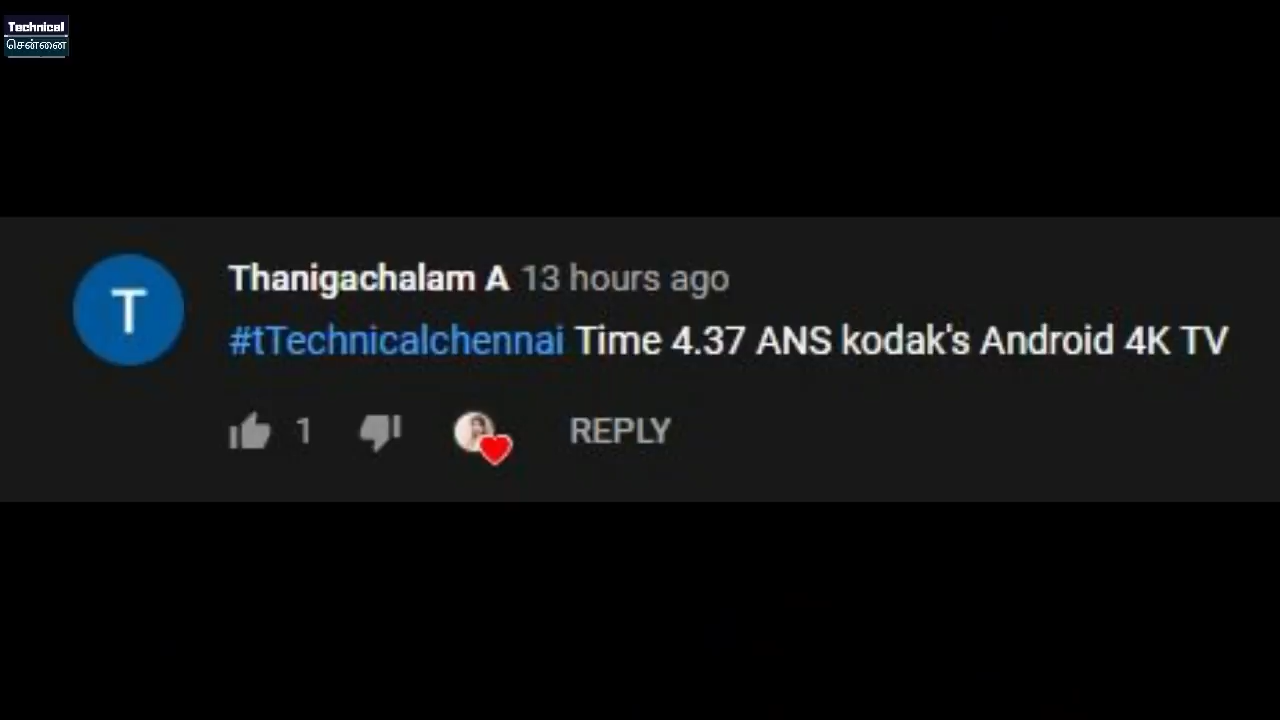 Technical
சென்னை
Thanigachalam A 13 hours ago
#tTechnicalchennai Time 4.37 ANS kodak's Android 4K TV
1 REPLY
T